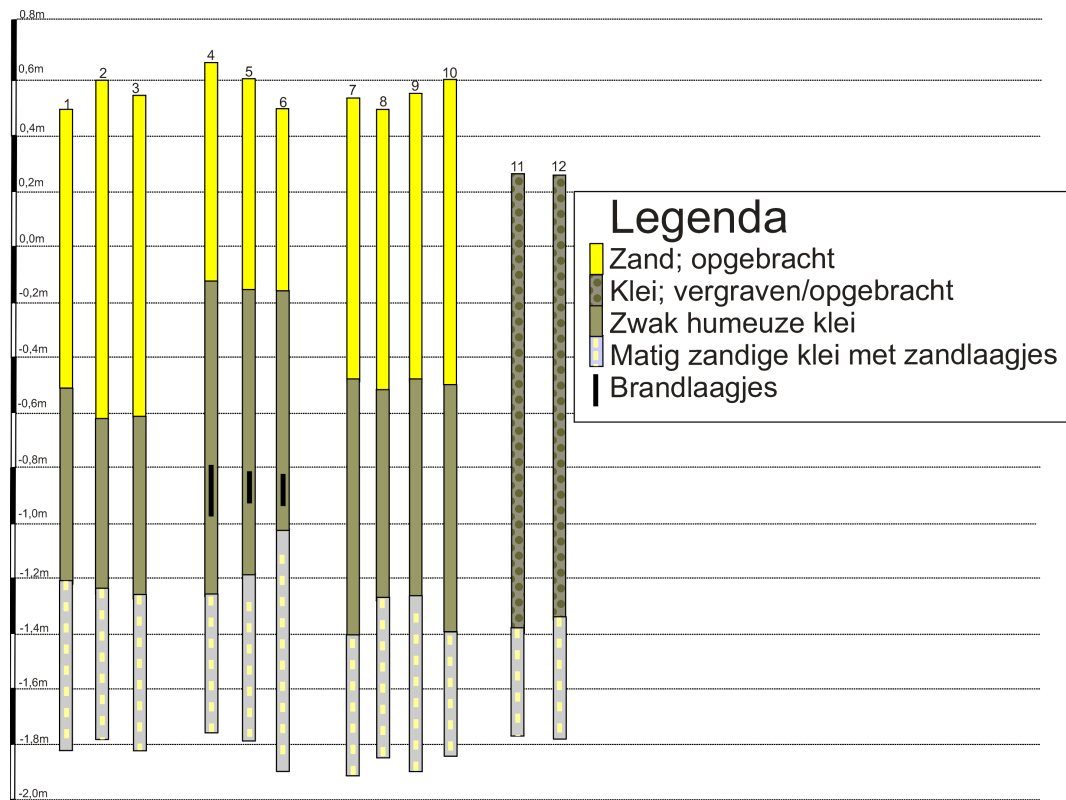 0,8m
4
0,6m
2
5
10
3
7
9
1
6
8
0,4m
0,2m
11
12
0,0m
-0,2m
-0,4m
-0,6m
-0,8m
-1,0m
-1,2m
-1,4m
-1,6m
-1,8m
-2,0m
Legenda
Zand; opgebracht
Klei; vergraven/opgebracht
Zwak humeuze klei
Matig zandige klei met zandlaagjes
Brandlaagjes